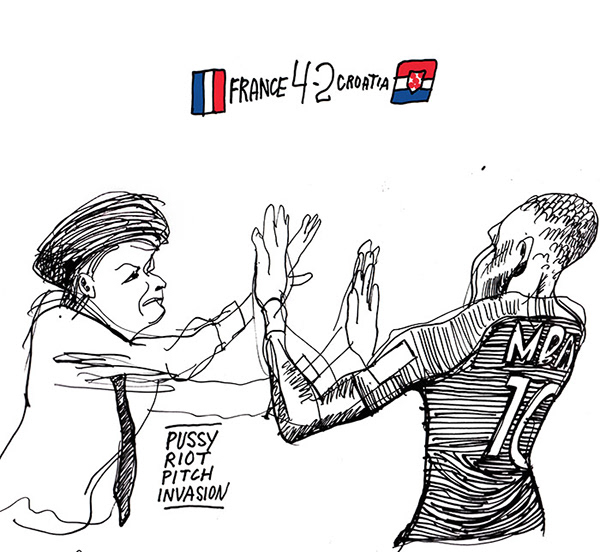 FRANCE 4-2 CROATIA
MBA
10
PUSSY
RIOT
PITCH
INVASION